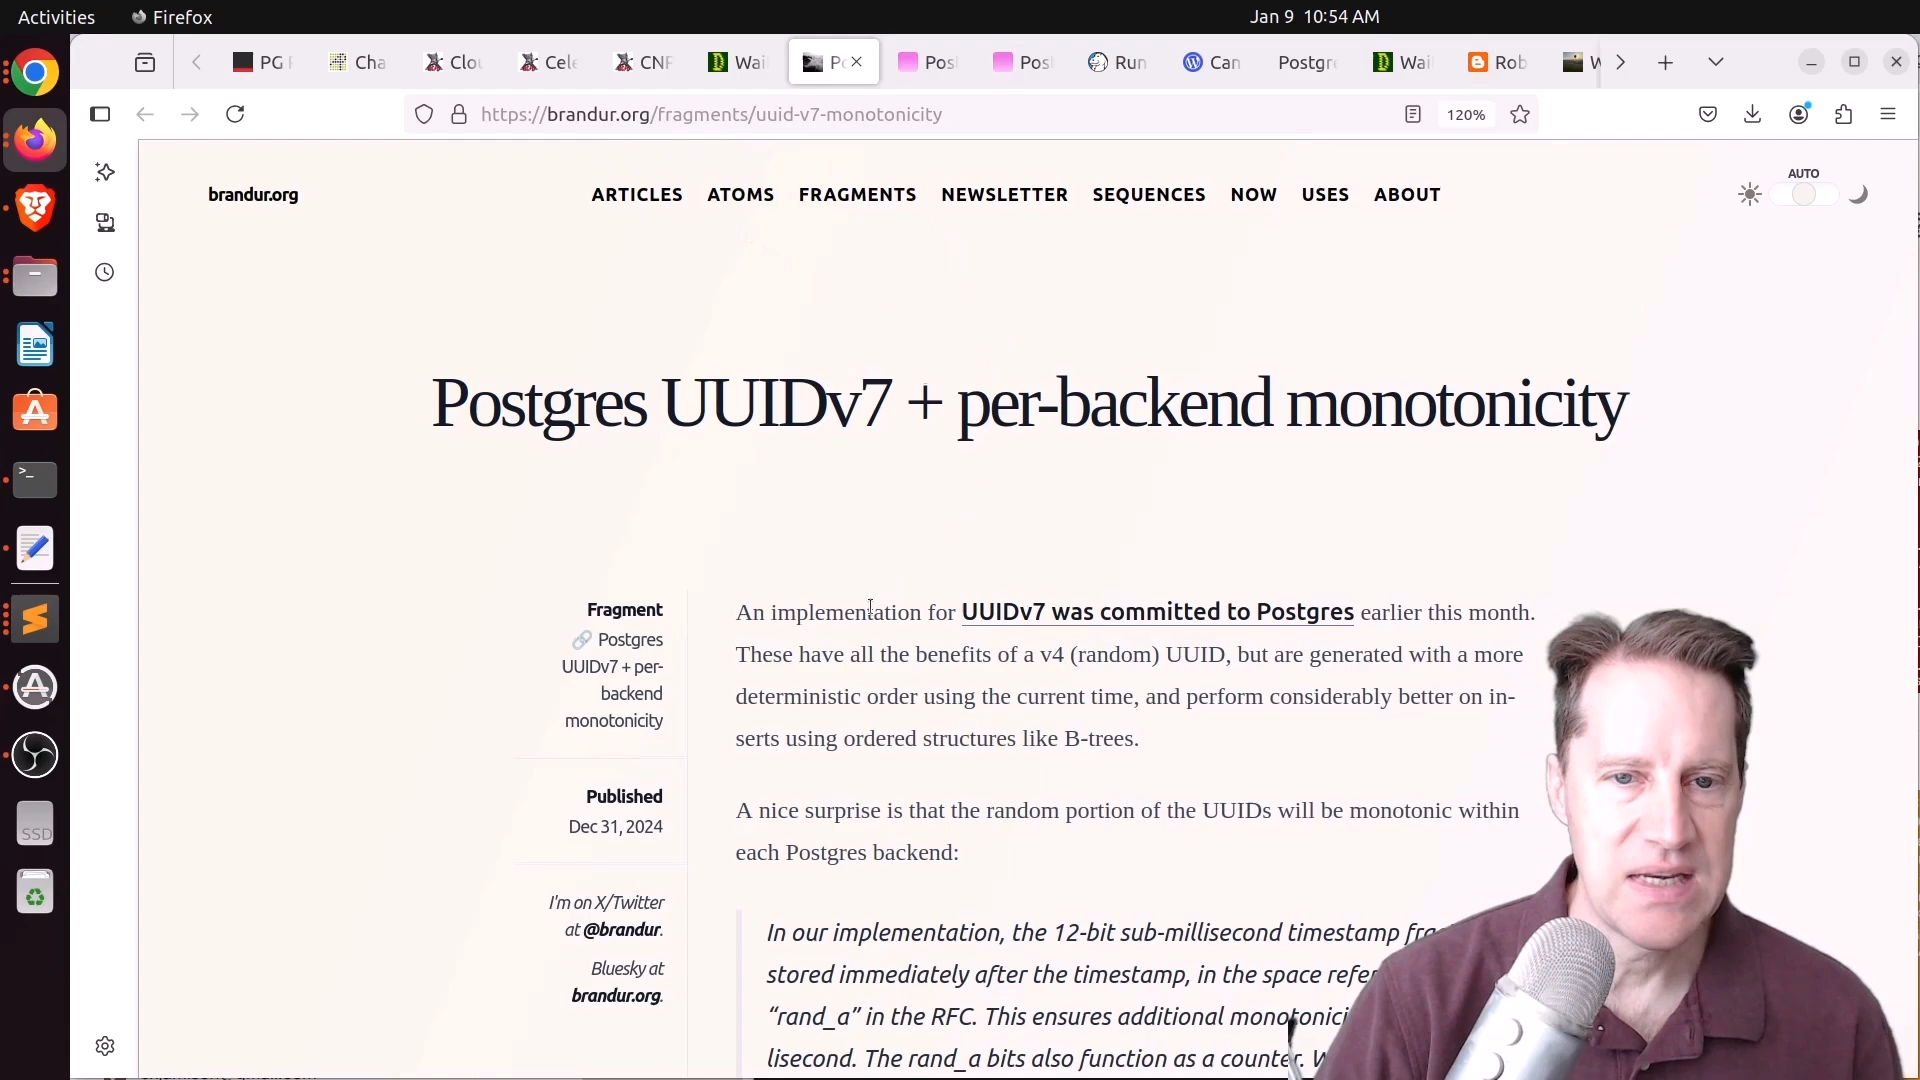 Activities
Firefox
Jan 9 10:54 AM
PG
Cha
Clou
Cele
CNP
Wai
Po
Pos
Pos
Run
Can
Postgre
Wai
Rob
W
https://brandur.org/fragments/uuid-v7-monotonicity
120%
brandur.org
ARTICLES ATOMS FRAGMENTS NEWSLETTER SEQUENCES NOW USES ABOUT
AUTO
Postgres UUIDv7 + per-backend monotonicity
Fragment
Postgres
UUIDv7 + per-
backend
monotonicity
Published
Dec 31, 2024
I'm on X/Twitter
at @brandur.
Bluesky at
brandur.org.
An implementation for UUIDv7 was committed to Postgres earlier this month.
These have all the benefits of a v4 (random) UUID, but are generated with a more
deterministic order using the current time, and perform considerably better on in-
serts using ordered structures like B-trees.
A nice surprise is that the random portion of the UUIDs will be monotonic within
each Postgres backend:
In our implementation, the 12-bit sub-millisecond timestamp fra
stored immediately after the timestamp, in the space refer
“rand_a” in the RFC. This ensures additional monotonici
lisecond. The rand_a bits also function as a counter. W
SSD